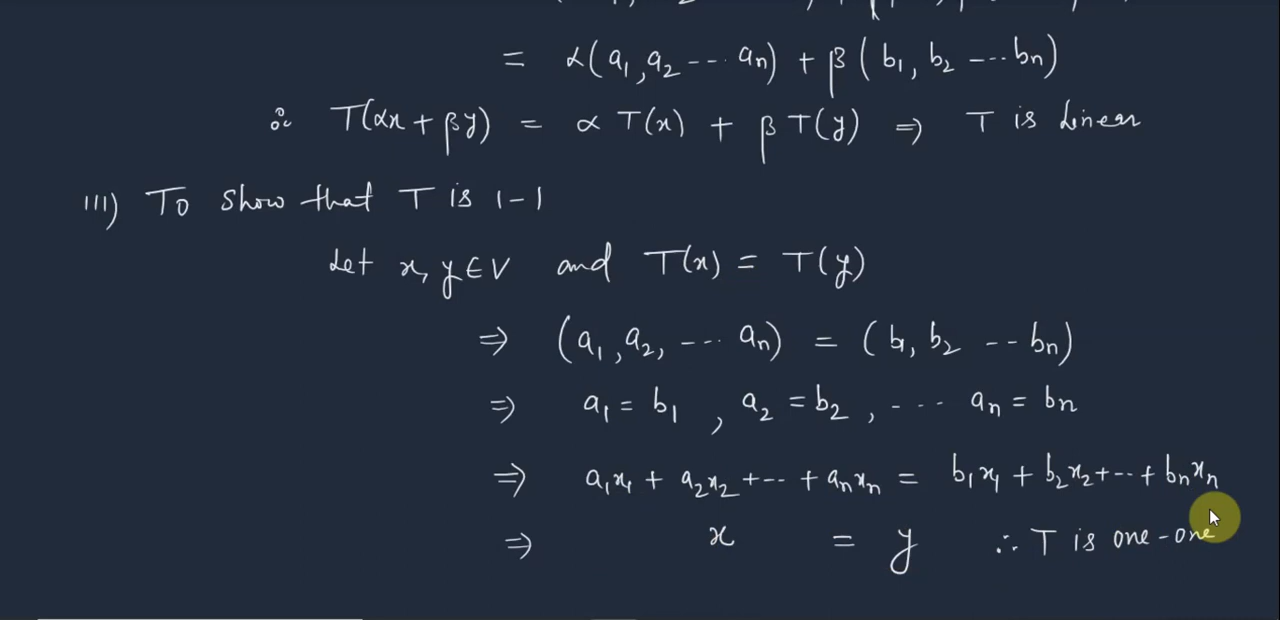 = α(a₁, a₂ --- an) + β(b₁, b₂ --- bn)
∴ T(αx + βy) = α T(x) + β T(y) ⇒ T is Linear
III) To show that T is 1-1
Let x, y ∈ V and T(x) = T(y)
⇒ (a₁, a₂, --- an) = (b₁, b₂ -- bn)
⇒ a₁ = b₁, a₂ = b₂, ---- an = bn
⇒ a₁x₁ + a₂x₂ + -- + anxn = b₁x₁ + b₂x₂ + -- + bnxn
⇒ x = y ∴ T is one-one